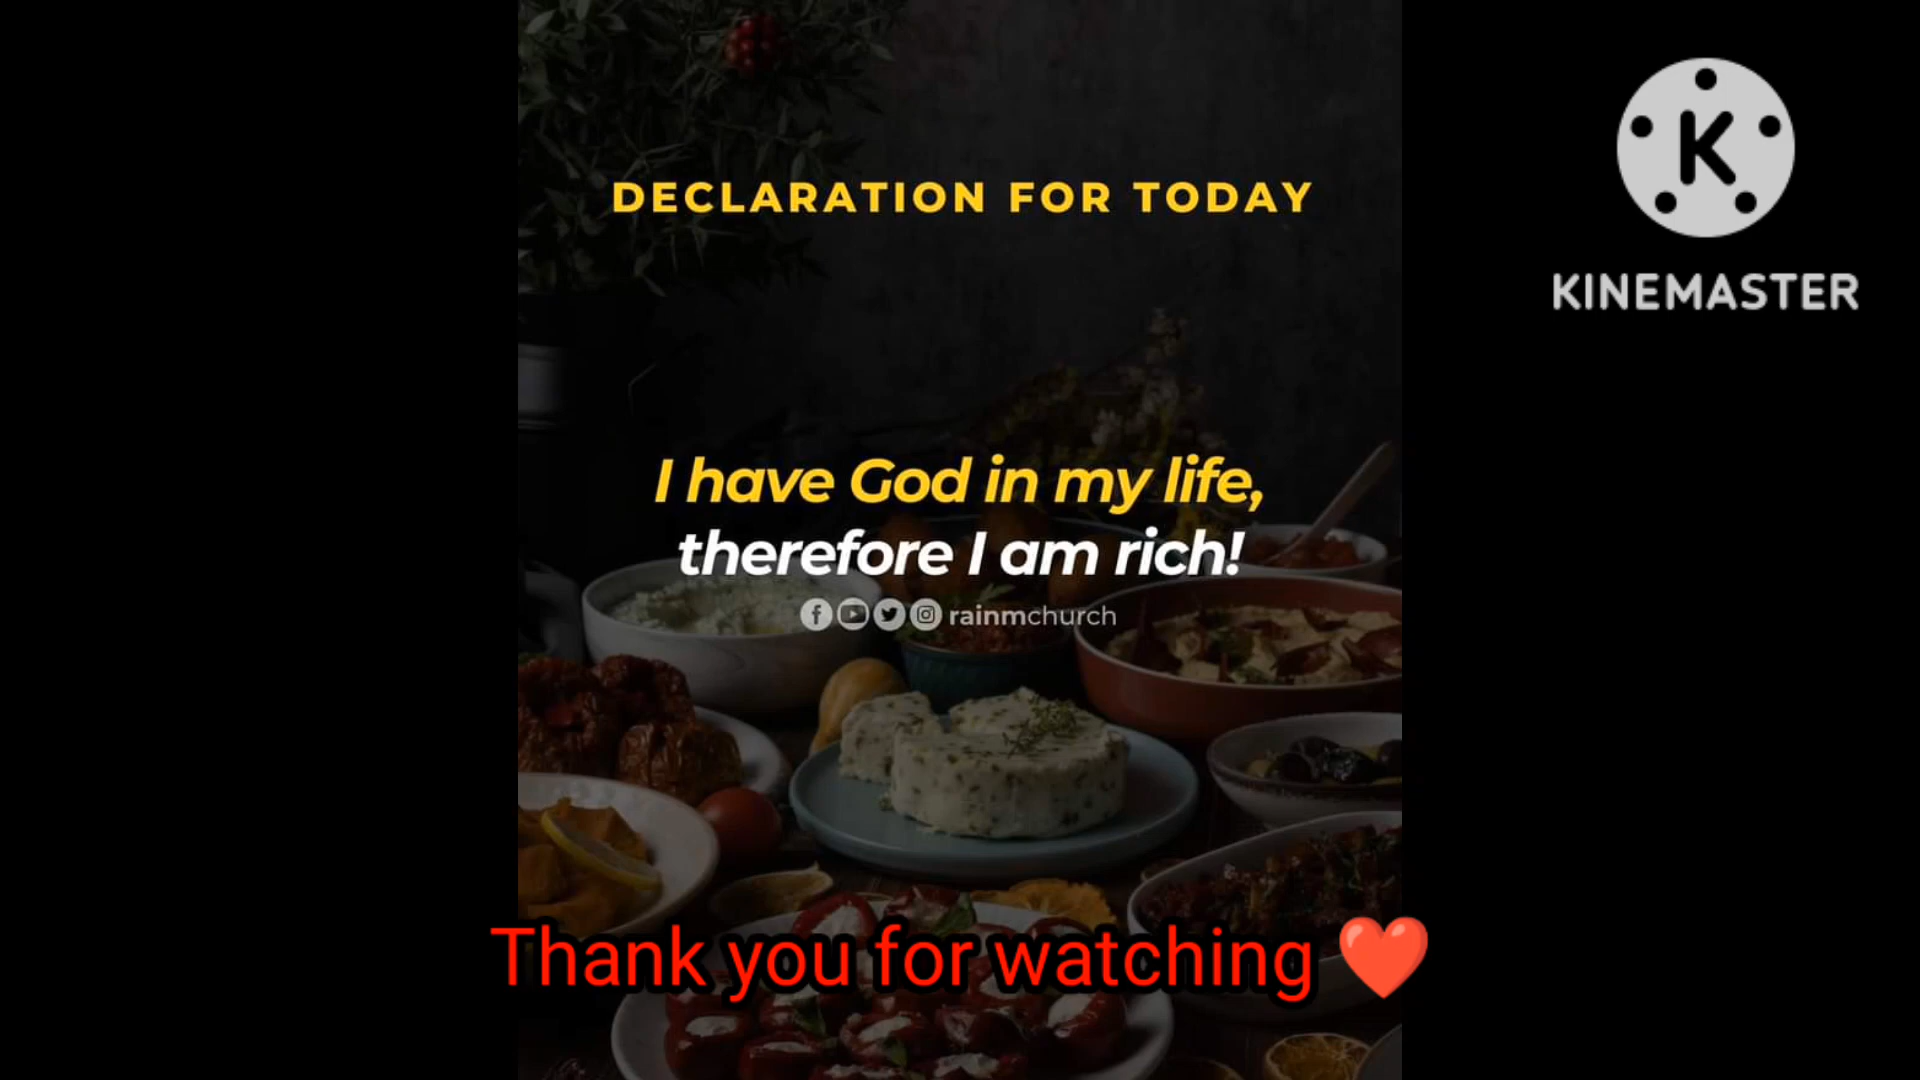 DECLARATION FOR TODAY
KINEMASTER
I have God in my life,
therefore I am rich!
rainmchurch
Thank you for watching ❤️